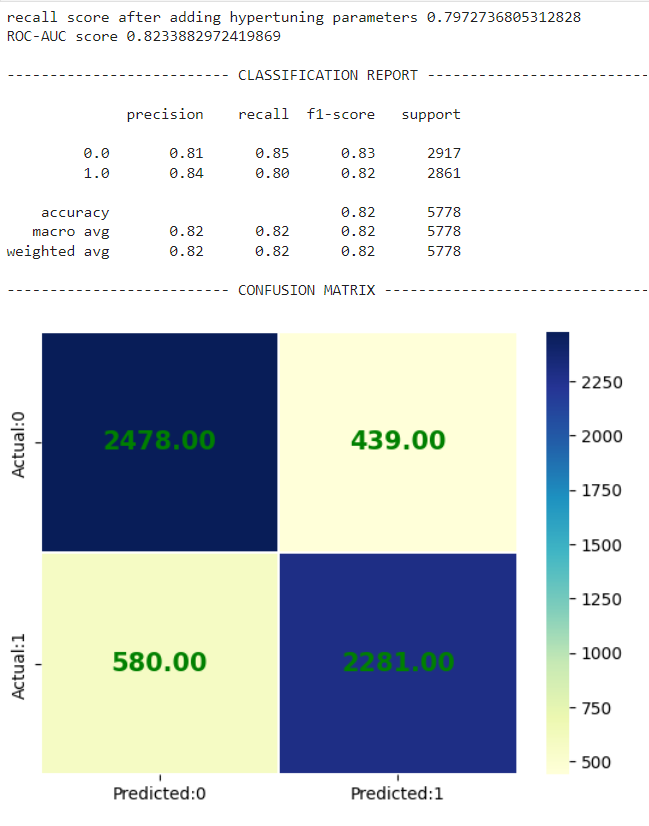 recall score after adding hypertuning parameters 0.7972736805312828
ROC-AUC score 0.8233882972419869
-------------------------- CLASSIFICATION REPORT --------------------------
precision recall f1-score support
0.0 0.81 0.85 0.83 2917
1.0 0.84 0.80 0.82 2861
accuracy 0.82 5778
macro avg 0.82 0.82 0.82 5778
weighted avg 0.82 0.82 0.82 5778
-------------------------- CONFUSION MATRIX -------------------------------
Actual:0
2478.00 439.00
Actual:1
580.00 2281.00
Predicted:0 Predicted:1
2250
2000
1750
1500
1250
1000
750
500